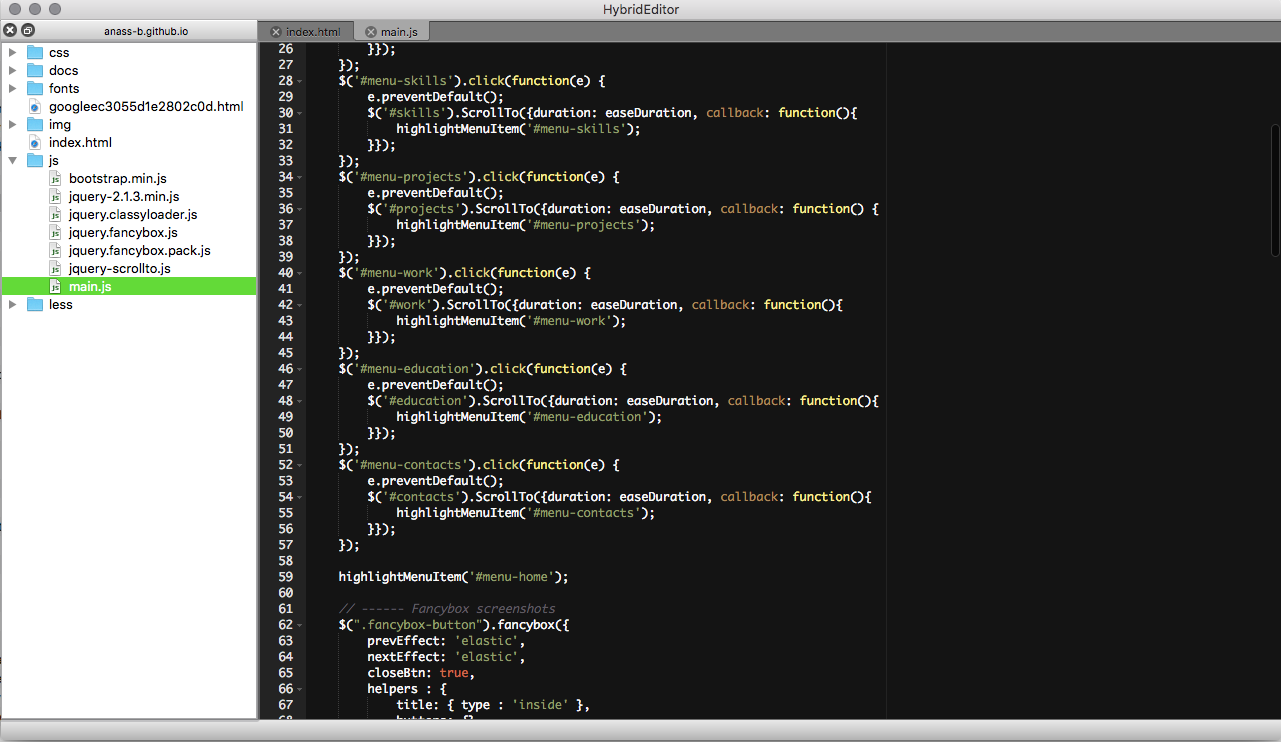 HybridEditor
anass-b.github.io
index.html
main.js
css
docs
fonts
googleec3055d1e2802c0d.html
img
index.html
js
bootstrap.min.js
jquery-2.1.3.min.js
jquery.classyloader.js
jquery.fancybox.js
jquery.fancybox.pack.js
jquery-scrollto.js
main.js
less
26 }});
27 });
28 $('#menu-skills').click(function(e) {
29 e.preventDefault();
30 $('#skills').ScrollTo({duration: easeDuration, callback: function(){
31 highlightMenuItem('#menu-skills');
32 }});
33 });
34 $('#menu-projects').click(function(e) {
35 e.preventDefault();
36 $('#projects').ScrollTo({duration: easeDuration, callback: function() {
37 highlightMenuItem('#menu-projects');
38 }});
39 });
40 $('#menu-work').click(function(e) {
41 e.preventDefault();
42 $('#work').ScrollTo({duration: easeDuration, callback: function(){
43 highlightMenuItem('#menu-work');
44 }});
45 });
46 $('#menu-education').click(function(e) {
47 e.preventDefault();
48 $('#education').ScrollTo({duration: easeDuration, callback: function(){
49 highlightMenuItem('#menu-education');
50 }});
51 });
52 $('#menu-contacts').click(function(e) {
53 e.preventDefault();
54 $('#contacts').ScrollTo({duration: easeDuration, callback: function(){
55 highlightMenuItem('#menu-contacts');
56 }});
57 });
58
59 highlightMenuItem('#menu-home');
60
61 // ------ Fancybox screenshots
62 $(".fancybox-button").fancybox({
63 prevEffect: 'elastic',
64 nextEffect: 'elastic',
65 closeBtn: true,
66 helpers : {
67 title: { type : 'inside' },